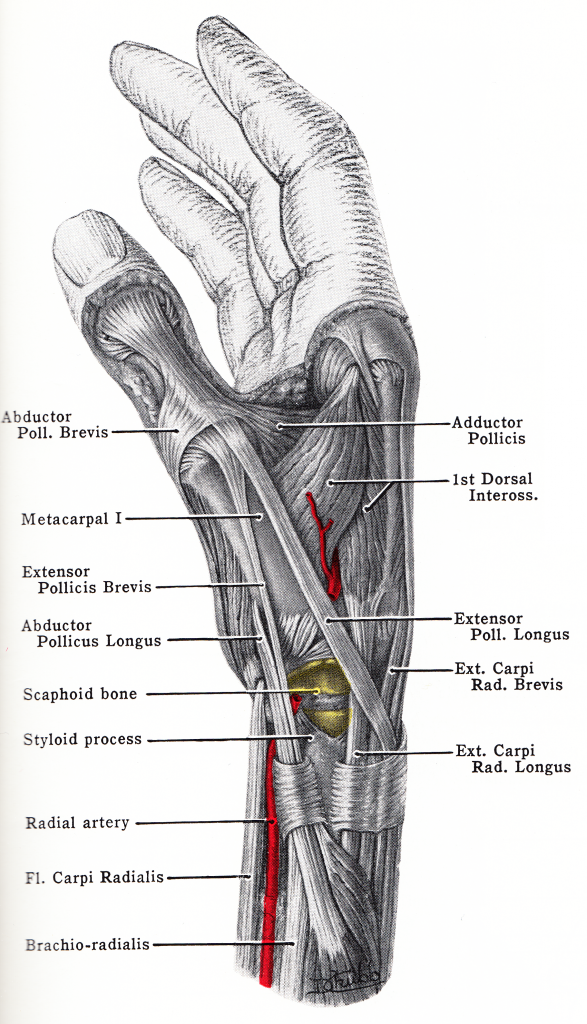 Abductor
Poll. Brevis
Metacarpal I
Extensor
Pollicis Brevis
Abductor
Pollicus Longus
Scaphoid bone
Styloid process
Radial artery
Fl. Carpi Radialis
Brachio-radialis
Adductor
Pollicis
1st Dorsal
Inteross.
Extensor
Poll. Longus
Ext. Carpi
Rad. Brevis
Ext. Carpi
Rad. Longus